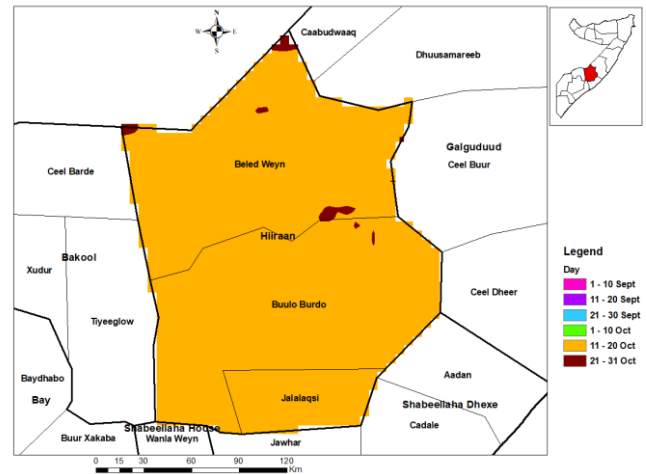 N
W E
S
Caabudwaaq
Dhuusamareeb
Galguduud
Ceel Buur
Beled Weyn
Ceel Barde
Hiiraan
Bakool
Xudur
Buulo Burdo
Ceel Dheer
Tiyeeglow
Aadan
Baydhabo
Bay
Jalalaqsi
Shabeellaha Dhexe
Cadale
Shabeellaha Hoose
Buur Xakaba
Wanla Weyn
Jawhar
0 15 30 60 90 120
Km
Legend
Day
1 - 10 Sept
11 - 20 Sept
21 - 30 Sept
1 - 10 Oct
11 - 20 Oct
21 - 31 Oct